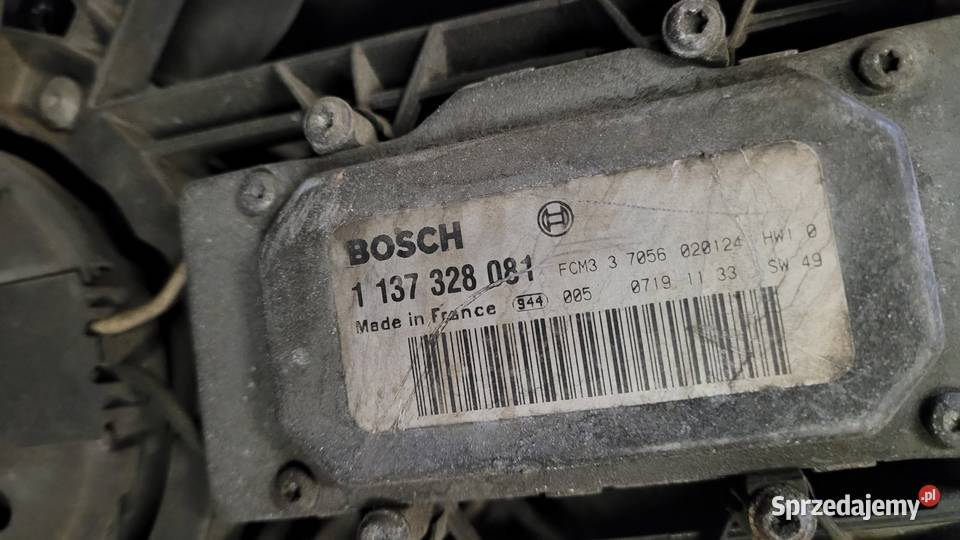 BOSCH
1 137 328 081 FCM3 3 7056 020124 HW1 0
Made in France 944 005 0719 11 33 SW 49
Sprzedajemy.pl